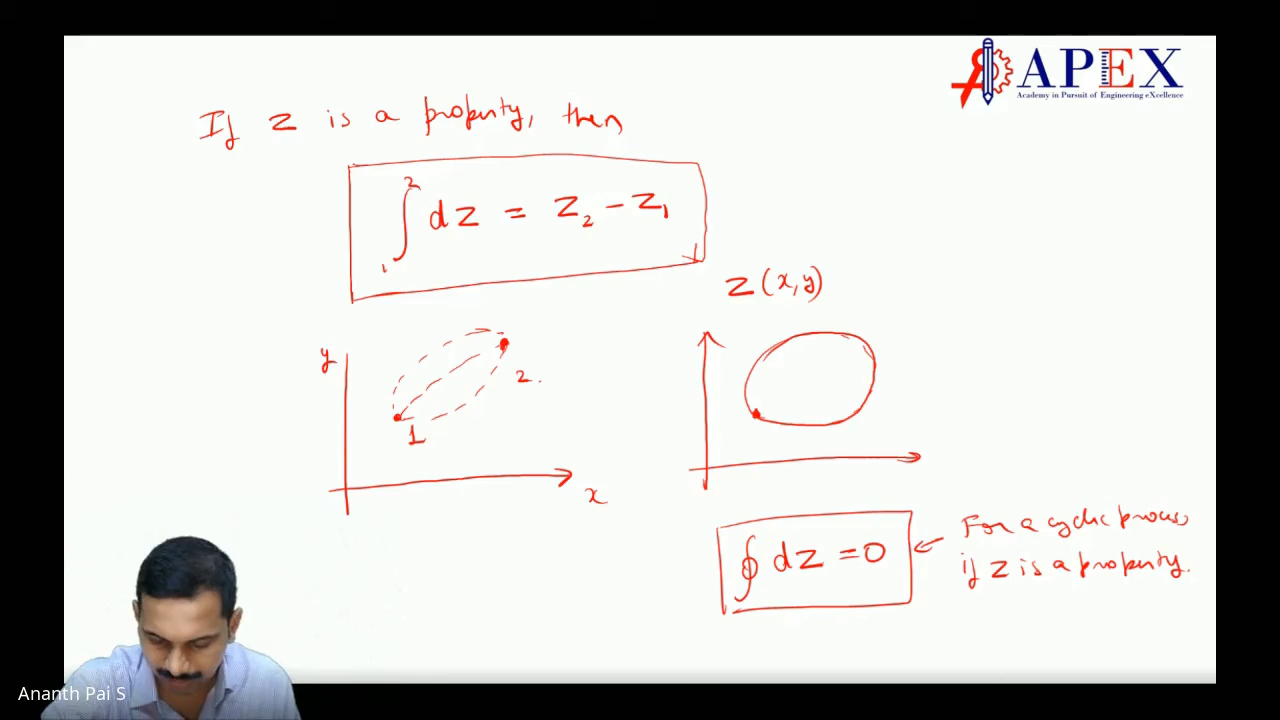 APEX
Academy in Pursuit of Engineering eXcellence
If Z is a property, then
∫₁² dZ = Z₂ - Z₁
Z(x,y)
y
2.
1
x
∮ dZ = 0
For a cyclic process,
if Z is a property.
Ananth Pai S